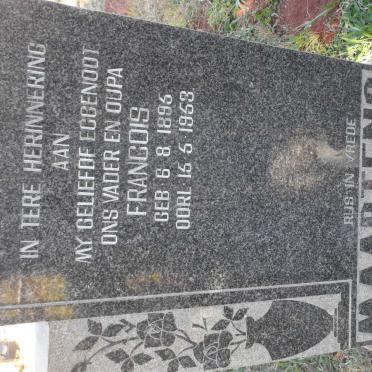 IN TERE HERINNERING
AAN
MY GELIEFDE EGGENOOT
ONS VADER EN OUPA
FRANCOIS
GEB 6 8 1896
OORL 16 6 1963
RUS IN VREDE